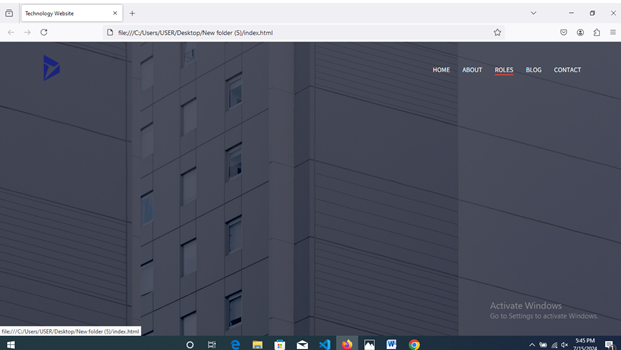 Technology Website
file:///C:/Users/USER/Desktop/New folder (5)/index.html
HOME ABOUT ROLES BLOG CONTACT
Activate Windows
Go to Settings to activate Windows.
file:///C:/Users/USER/Desktop/New folder (5)/index.html
5:45 PM
7/15/2024